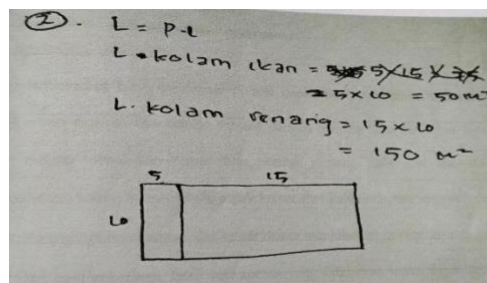 2. L = P.L
L. kolam ikan =
= 5 x 10 = 50 m²
L. kolam renang = 15 x 10
= 150 m²
5 15
10